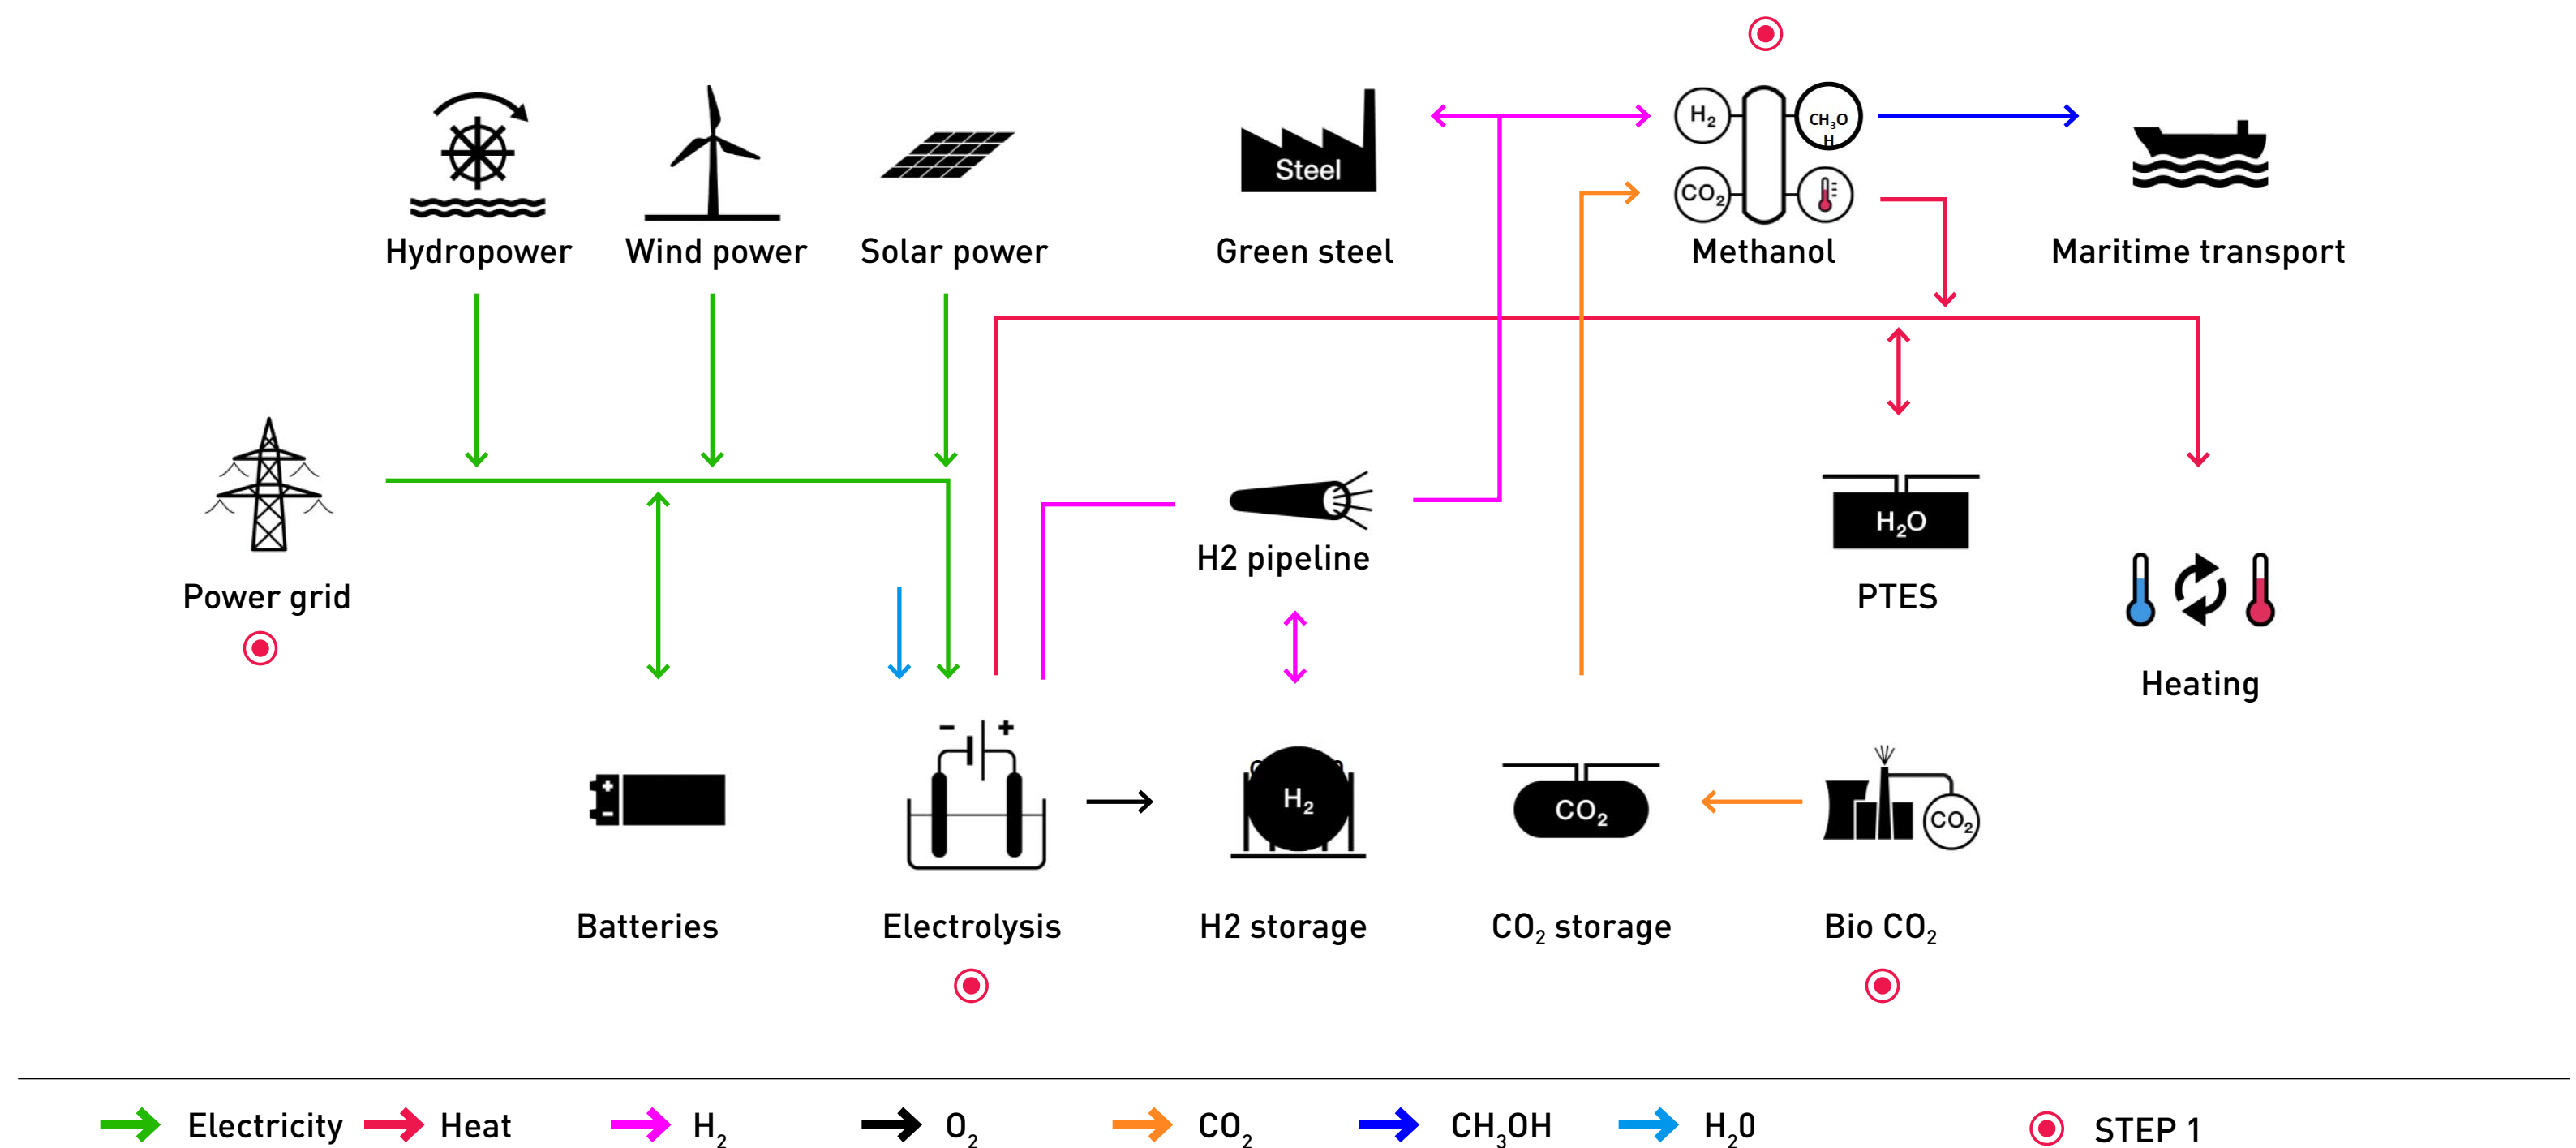 H₂
CH₃O
H
Steel
CO₂
Hydropower
Wind power
Solar power
Green steel
Methanol
Maritime transport
H₂O
H2 pipeline
Power grid
PTES
Heating
− +
H₂
CO₂
CO₂
+
−
Batteries
Electrolysis
H2 storage
CO₂ storage
Bio CO₂
Electricity
Heat
H₂
O₂
CO₂
CH₃OH
H₂0
STEP 1